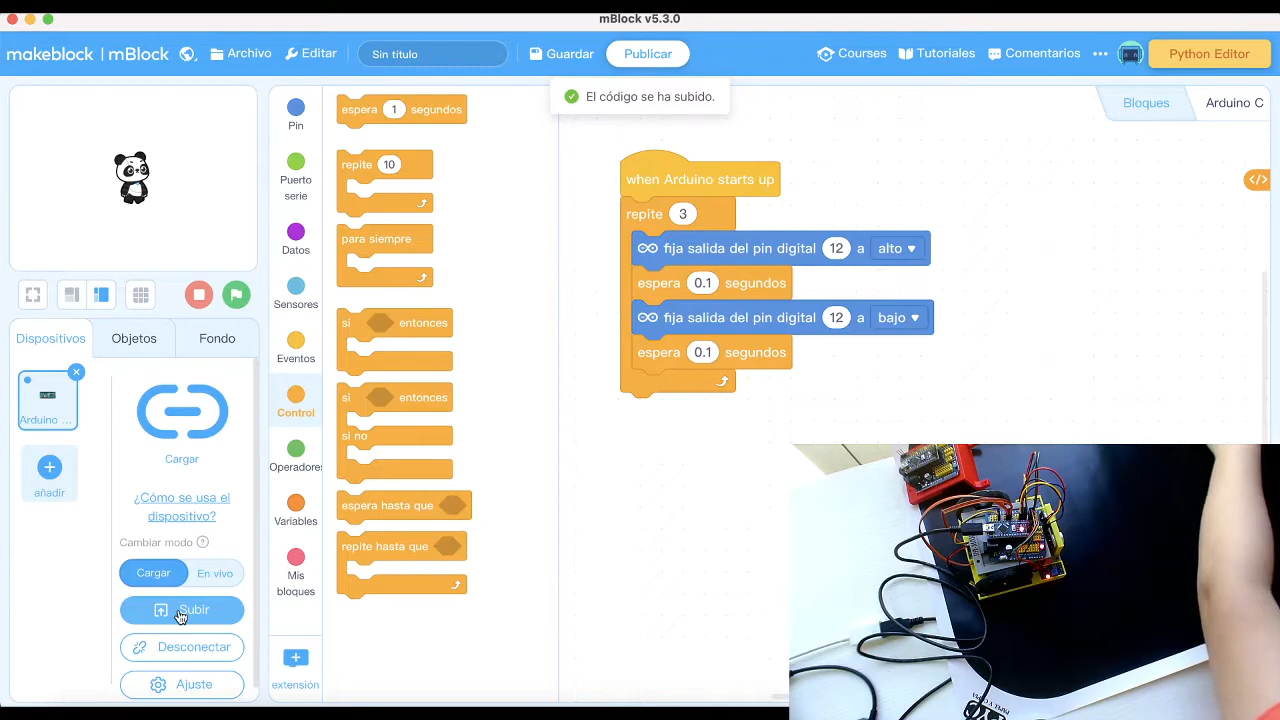 mBlock v5.3.0
makeblock | mBlock
Archivo
Editar
Sin título
Guardar
Publicar
Courses
Tutoriales
Comentarios
Python Editor
El código se ha subido.
Bloques
Arduino C
Pin
Puerto
serie
Datos
Sensores
Eventos
Control
Operadore
Variables
Mis
bloques
extensión
espera 1 segundos
repite 10
para siempre
si entonces
si entonces
si no
espera hasta que
repite hasta que
when Arduino starts up
repite 3
fija salida del pin digital 12 a alto
espera 0.1 segundos
fija salida del pin digital 12 a bajo
espera 0.1 segundos
Dispositivos
Objetos
Fondo
Arduino ...
añadir
Cargar
¿Cómo se usa el
dispositivo?
Cambiar modo
Cargar
En vivo
Subir
Desconectar
Ajuste